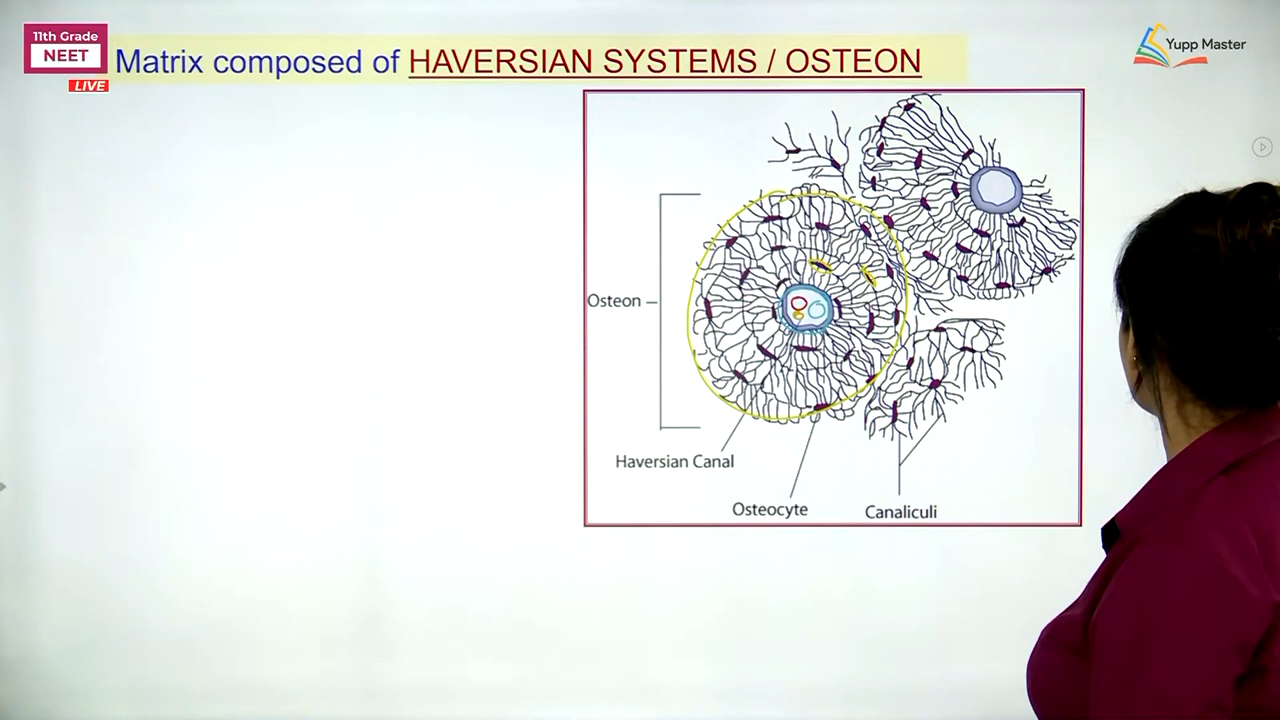 11th Grade
NEET
LIVE
Matrix composed of HAVERSIAN SYSTEMS / OSTEON
Yupp Master
Osteon
Haversian Canal
Osteocyte
Canaliculi